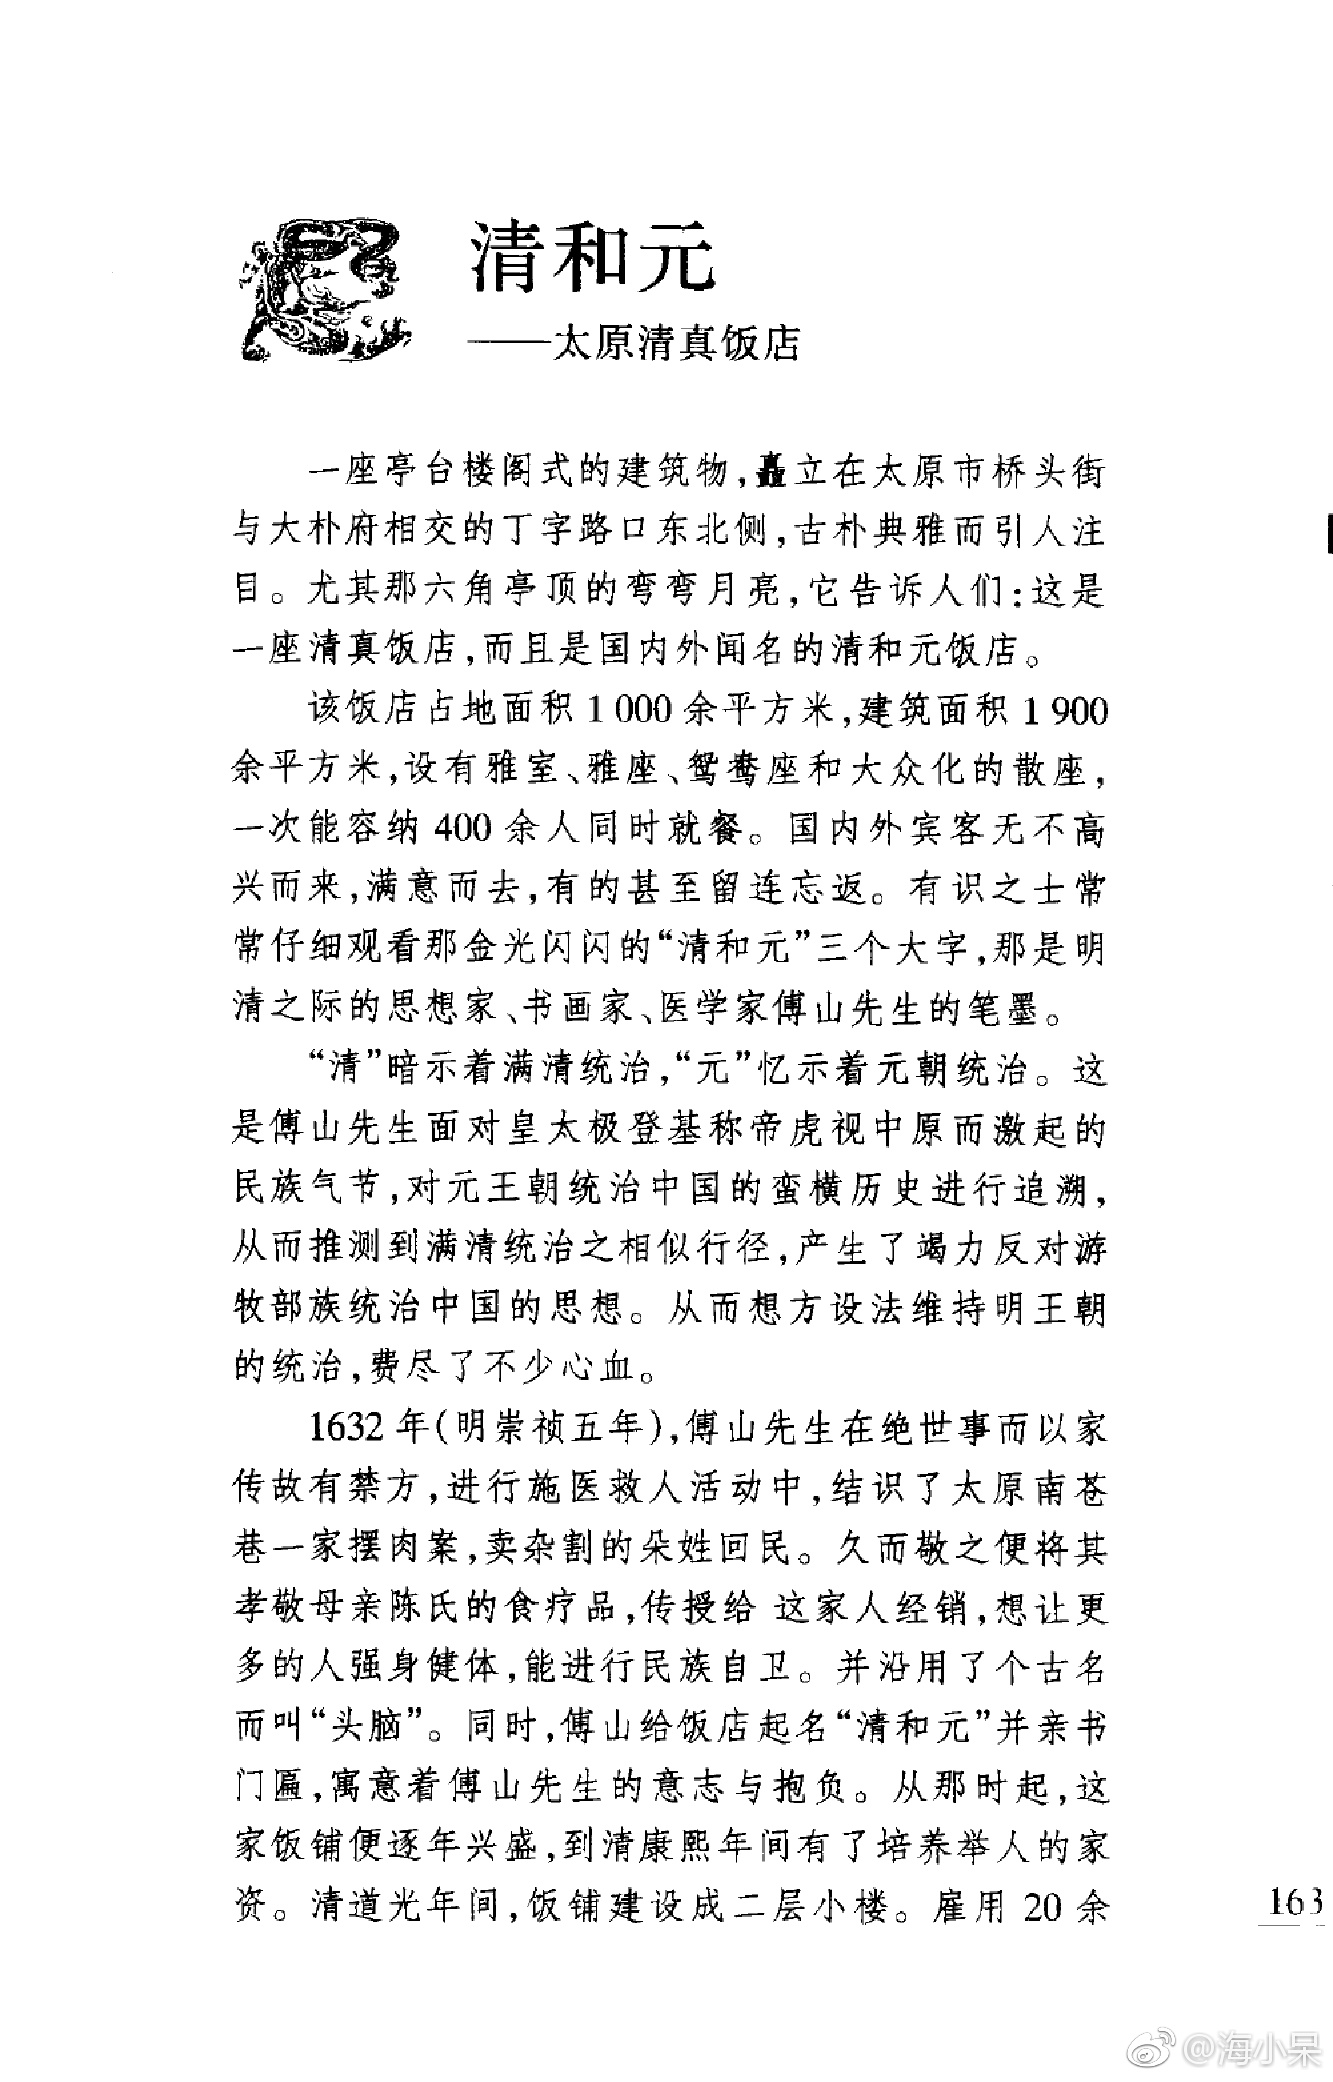 清和元
——太原清真饭店
一座亭台楼阁式的建筑物,矗立在太原市桥头街
与大朴府相交的丁字路口东北侧,古朴典雅而引人注
目。尤其那六角亭顶的弯弯月亮,它告诉人们:这是
一座清真饭店,而且是国内外闻名的清和元饭店。
该饭店占地面积1 000余平方米,建筑面积1 900
余平方米,设有雅室、雅座、鸳鸯座和大众化的散座,
一次能容纳400余人同时就餐。国内外宾客无不高
兴而来,满意而去,有的甚至留连忘返。有识之士常
常仔细观看那金光闪闪的“清和元”三个大字,那是明
清之际的思想家、书画家、医学家傅山先生的笔墨。
“清”暗示着满清统治,“元”忆示着元朝统治。这
是傅山先生面对皇太极登基称帝虎视中原而激起的
民族气节,对元王朝统治中国的蛮横历史进行追溯,
从而推测到满清统治之相似行径,产生了竭力反对游
牧部族统治中国的思想。从而想方设法维持明王朝
的统治,费尽了不少心血。
1632年(明崇祯五年),傅山先生在绝世事而以家
传故有禁方,进行施医救人活动中,结识了太原南苍
巷一家摆肉案,卖杂割的朵姓回民。久而敬之便将其
孝敬母亲陈氏的食疗品,传授给 这家人经销,想让更
多的人强身健体,能进行民族自卫。并沿用了个古名
而叫“头脑”。同时,傅山给饭店起名“清和元”并亲书
门匾,寓意着傅山先生的意志与抱负。从那时起,这
家饭铺便逐年兴盛,到清康熙年间有了培养举人的家
资。清道光年间,饭铺建设成二层小楼。雇用20余
163
@海小呆